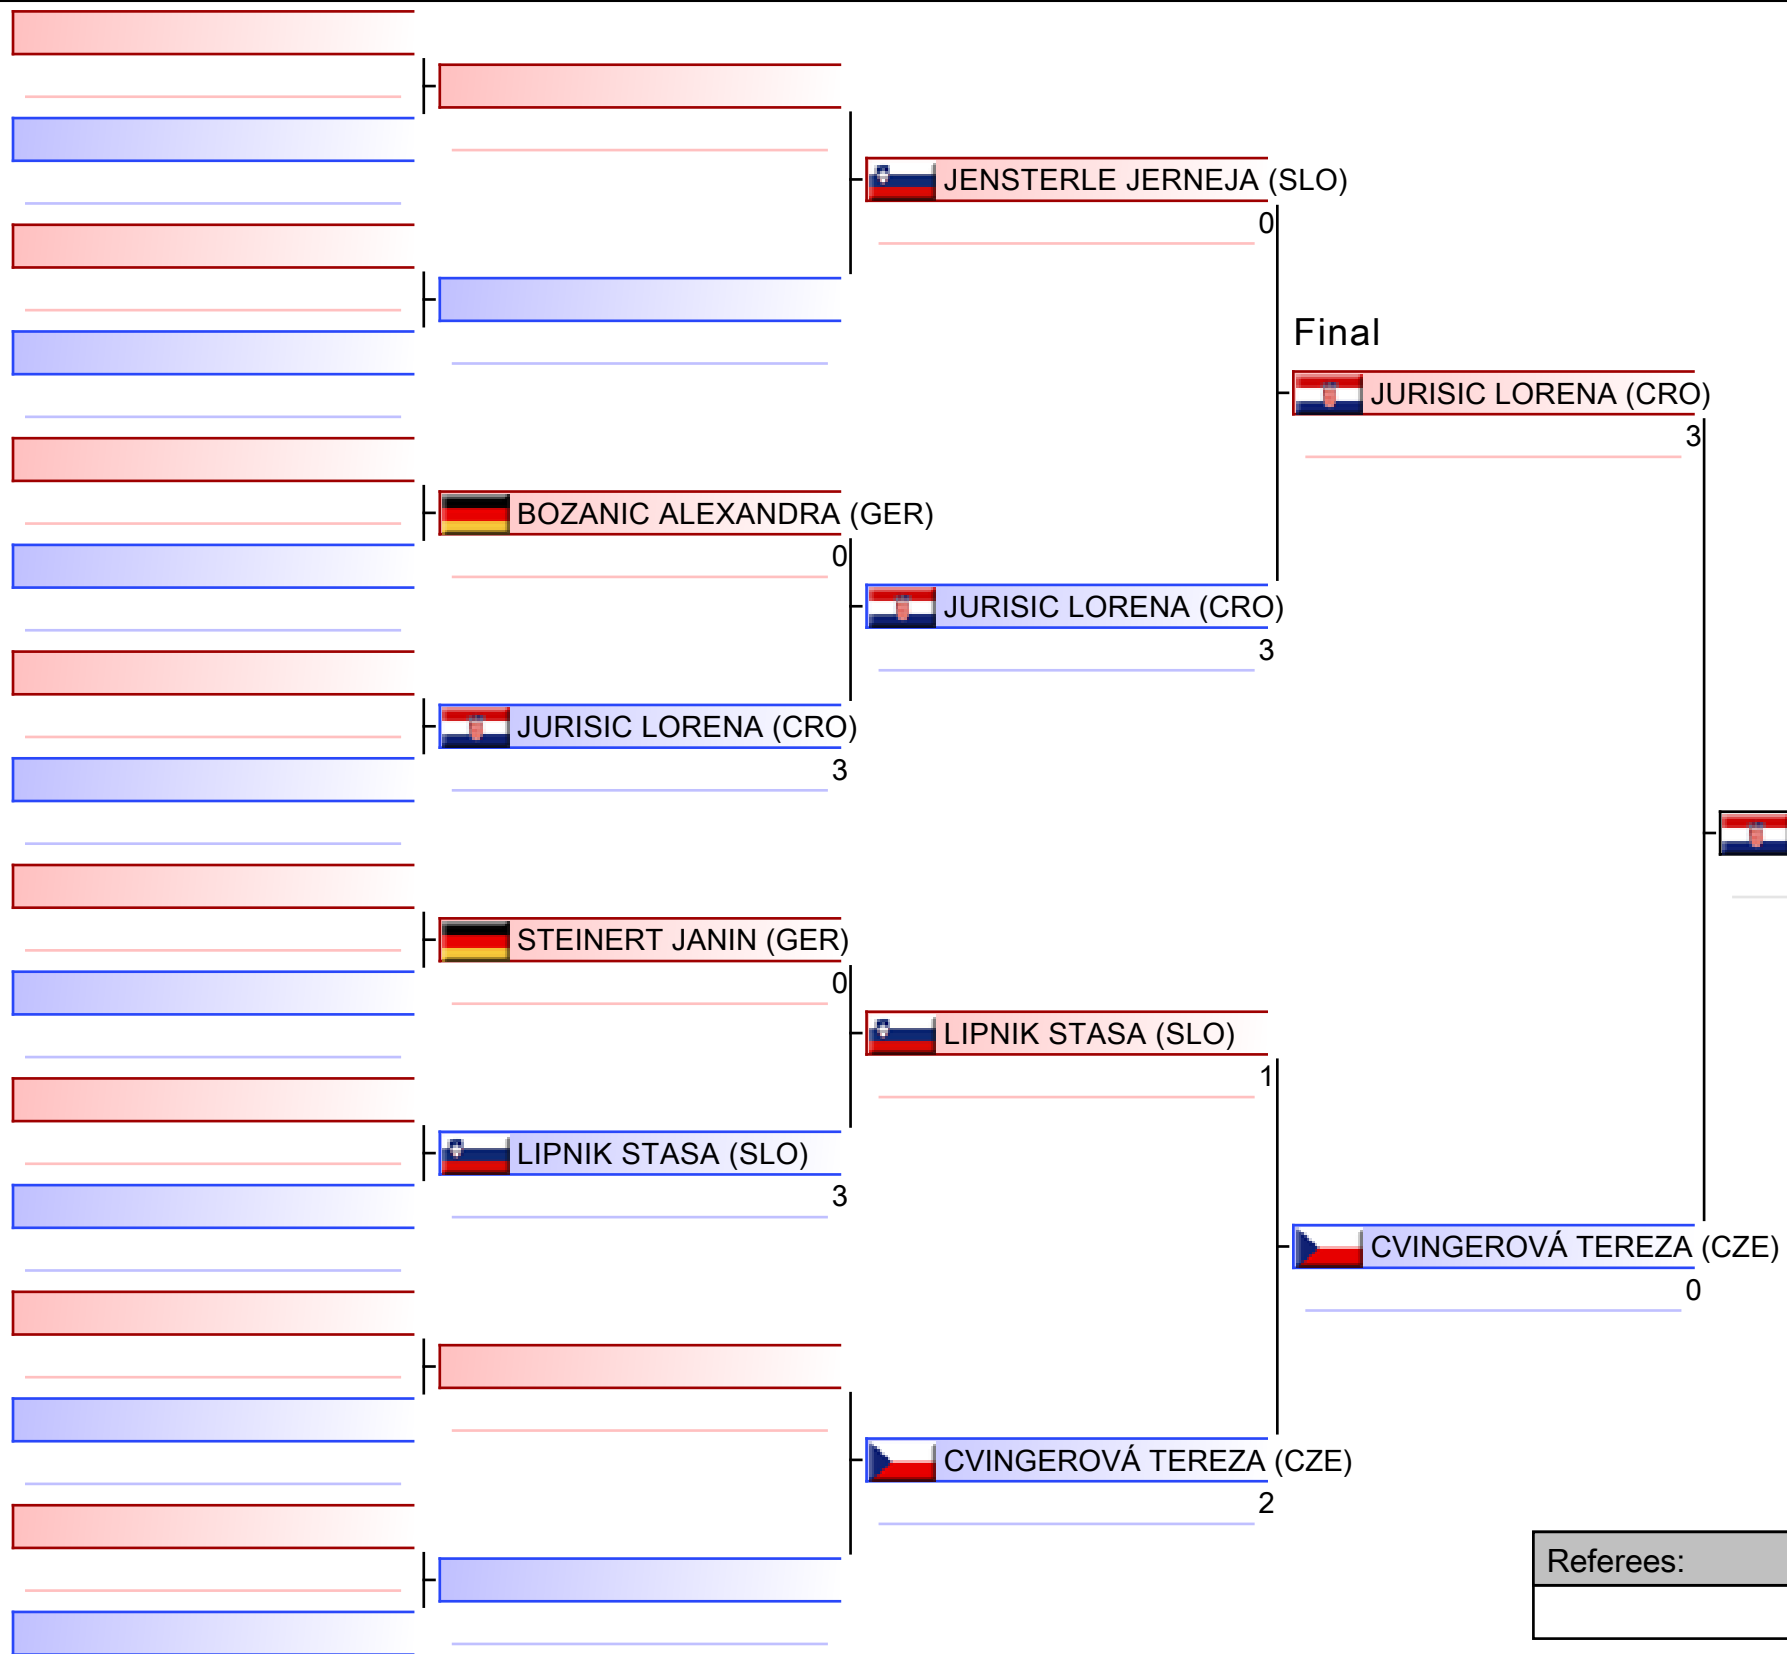 JENSTERLE JERNEJA (SLO)
0
Final
JURISIC LORENA (CRO)
3
BOZANIC ALEXANDRA (GER)
0
JURISIC LORENA (CRO)
3
JURISIC LORENA (CRO)
3
STEINERT JANIN (GER)
0
LIPNIK STASA (SLO)
1
LIPNIK STASA (SLO)
3
CVINGEROVÁ TEREZA (CZE)
0
CVINGEROVÁ TEREZA (CZE)
2
Referees: